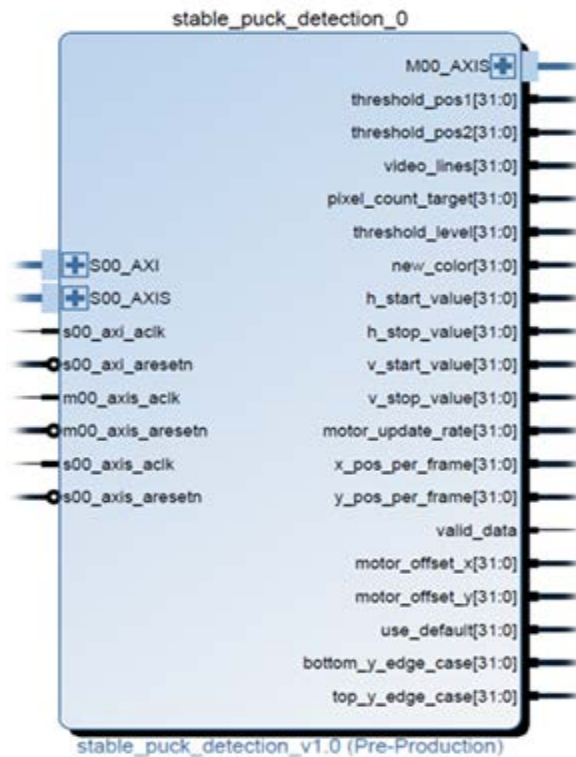 stable_puck_detection_0
M00_AXIS
threshold_pos1[31:0]
threshold_pos2[31:0]
video_lines[31:0]
pixel_count_target[31:0]
threshold_level[31:0]
S00_AXI
new_color[31:0]
S00_AXIS
h_start_value[31:0]
s00_axi_aclk
h_stop_value[31:0]
s00_axi_aresetn
v_start_value[31:0]
m00_axis_aclk
v_stop_value[31:0]
m00_axis_aresetn
motor_update_rate[31:0]
s00_axis_aclk
x_pos_per_frame[31:0]
s00_axis_aresetn
y_pos_per_frame[31:0]
valid_data
motor_offset_x[31:0]
motor_offset_y[31:0]
use_default[31:0]
bottom_y_edge_case[31:0]
top_y_edge_case[31:0]
stable_puck_detection_v1.0 (Pre-Production)